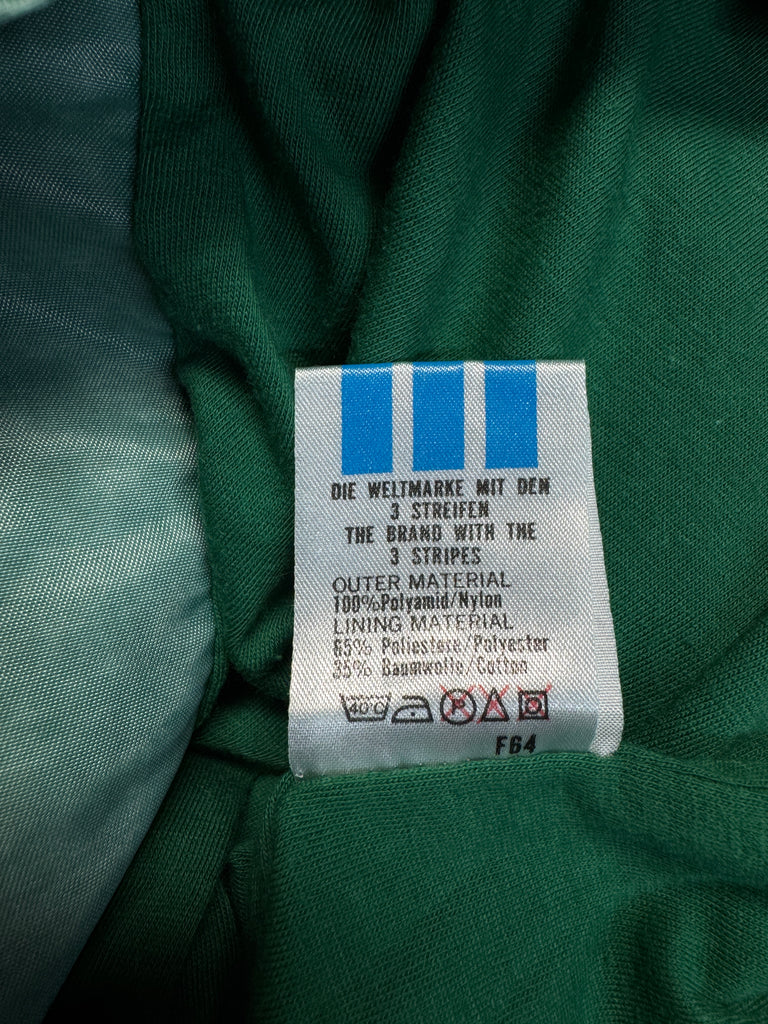 DIE WELTMARKE MIT DEN
3 STREIFEN
THE BRAND WITH THE
3 STRIPES
OUTER MATERIAL
100%Polyamid/Nylon
LINING MATERIAL
65% Poliestere/Polyester
35% Baumwolle/Cotton
40°C P
F64